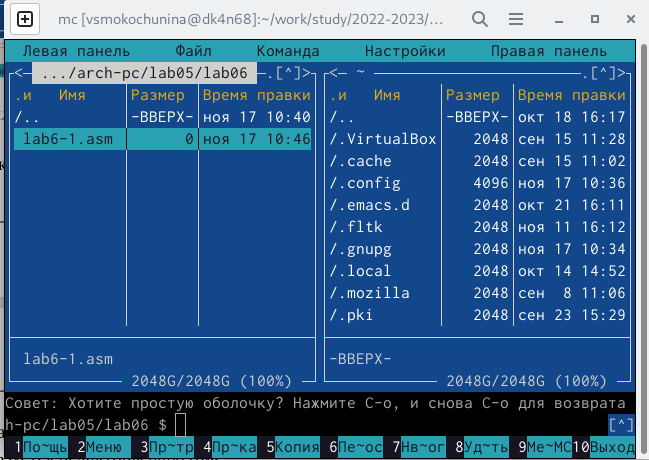 mc [vsmokochunina@dk4n68]:~/work/study/2022-2023/...
Левая панель Файл Команда Настройки Правая панель
<— .../arch-pc/lab05/lab06 —.[^]>
.и Имя Размер Время правки
/.. -ВВЕРХ- ноя 17 10:40
lab6-1.asm 0 ноя 17 10:46
lab6-1.asm
2048G/2048G (100%)
<— ~ —.[^]>
.и Имя Размер Время правки
/.. -ВВЕРХ- окт 18 16:17
/.VirtualBox 2048 сен 15 11:28
/.cache 2048 сен 15 11:02
/.config 4096 ноя 17 10:36
/.emacs.d 2048 окт 21 16:11
/.fltk 2048 ноя 11 16:12
/.gnupg 2048 ноя 17 10:34
/.local 2048 окт 14 14:52
/.mozilla 2048 сен 8 11:06
/.pki 2048 сен 23 15:29
-ВВЕРХ-
2048G/2048G (100%)
Совет: Хотите простую оболочку? Нажмите C-o, и снова C-o для возврата
h-pc/lab05/lab06 $ [^]
1По~щь 2Меню 3Пр~тр 4Пр~ка 5Копия 6Пе~ос 7Нв~ог 8Уд~ть 9Ме~МС 10Выход